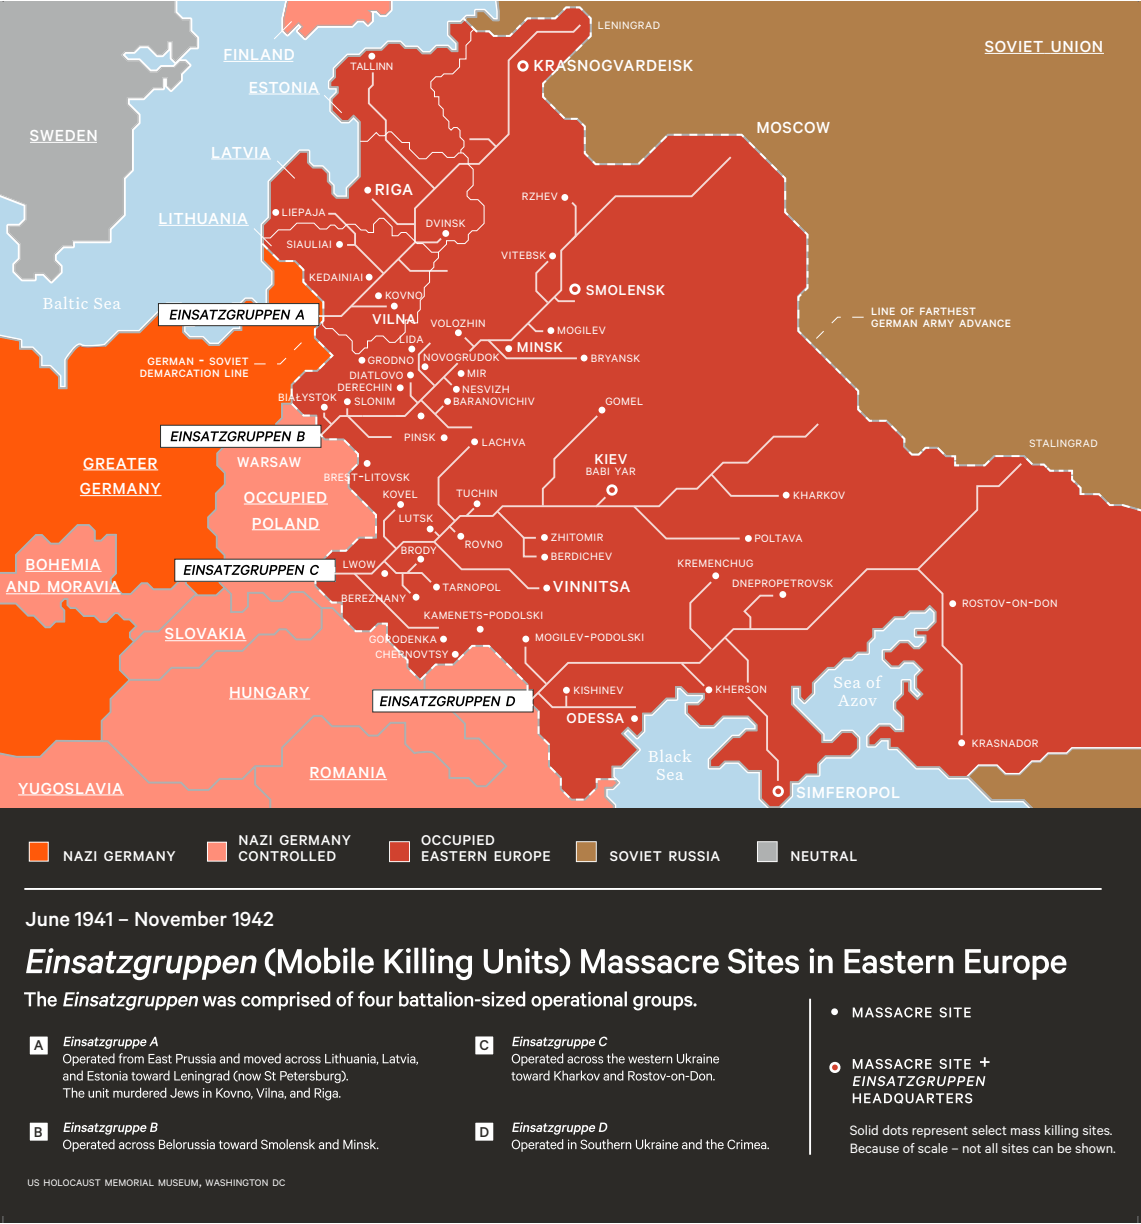 LENINGRAD
SOVIET UNION
FINLAND
KRASNOGVARDEISK
TALLINN
ESTONIA
MOSCOW
SWEDEN
LATVIA
RIGA
RZHEV
LIEPAJA
LITHUANIA
DVINSK
SIAULIAI
VITEBSK
KEDAINIAI
SMOLENSK
KOVNO
Baltic Sea
EINSATZGRUPPEN A
VILNA
LINE OF FARTHEST
GERMAN ARMY ADVANCE
VOLOZHIN
MOGILEV
LIDA
MINSK
GERMAN - SOVIET
DEMARCATION LINE
GRODNO
NOVOGRUDOK
BRYANSK
DIATLOVO
MIR
DERECHIN
NESVIZH
BIAŁYSTOK
SLONIM
BARANOVICHIV
GOMEL
EINSATZGRUPPEN B
PINSK
LACHVA
STALINGRAD
GREATER
GERMANY
WARSAW
KIEV
BABI YAR
BREST-LITOVSK
OCCUPIED
POLAND
KOVEL
TUCHIN
KHARKOV
LUTSK
ROVNO
ZHITOMIR
POLTAVA
BRODY
BERDICHEV
BOHEMIA
AND MORAVIA
EINSATZGRUPPEN C
LWOW
KREMENCHUG
TARNOPOL
VINNITSA
DNEPROPETROVSK
BEREZHANY
ROSTOV-ON-DON
KAMENETS-PODOLSKI
SLOVAKIA
GORODENKA
MOGILEV-PODOLSKI
CHERNOVTSY
HUNGARY
EINSATZGRUPPEN D
KISHINEV
KHERSON
Sea of
Azov
ODESSA
KRASNADOR
Black
Sea
ROMANIA
YUGOSLAVIA
SIMFEROPOL
NAZI GERMANY
NAZI GERMANY
CONTROLLED
OCCUPIED
EASTERN EUROPE
SOVIET RUSSIA
NEUTRAL
June 1941 – November 1942
Einsatzgruppen (Mobile Killing Units) Massacre Sites in Eastern Europe
The Einsatzgruppen was comprised of four battalion-sized operational groups.
A
Einsatzgruppe A
Operated from East Prussia and moved across Lithuania, Latvia,
and Estonia toward Leningrad (now St Petersburg).
The unit murdered Jews in Kovno, Vilna, and Riga.
B
Einsatzgruppe B
Operated across Belorussia toward Smolensk and Minsk.
C
Einsatzgruppe C
Operated across the western Ukraine
toward Kharkov and Rostov-on-Don.
D
Einsatzgruppe D
Operated in Southern Ukraine and the Crimea.
MASSACRE SITE
MASSACRE SITE +
EINSATZGRUPPEN
HEADQUARTERS
Solid dots represent select mass killing sites.
Because of scale – not all sites can be shown.
US HOLOCAUST MEMORIAL MUSEUM, WASHINGTON DC